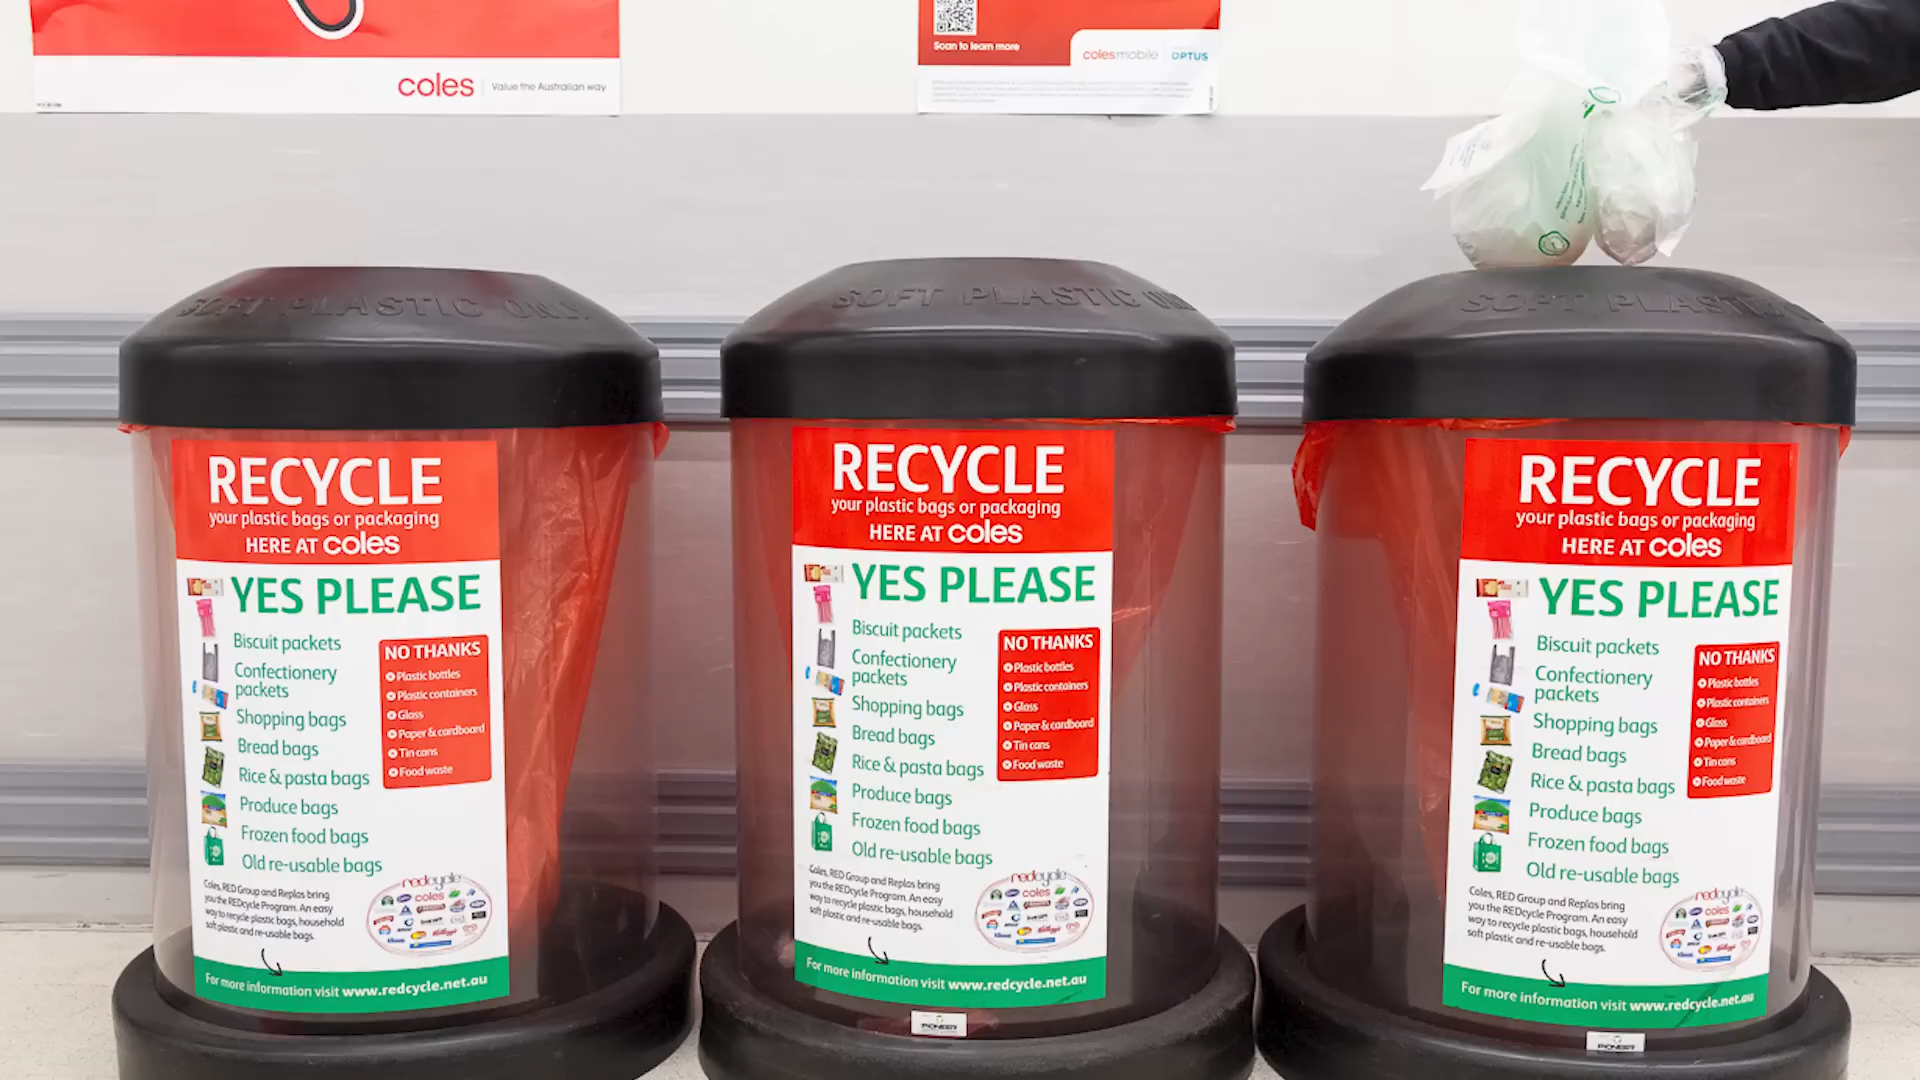 coles Value the Australian way
Scan to learn more
coles mobile OPTUS
SOFT PLASTIC ONLY
RECYCLE
your plastic bags or packaging
HERE AT coles
YES PLEASE
Biscuit packets
Confectionery
packets
Shopping bags
Bread bags
Rice & pasta bags
Produce bags
Frozen food bags
Old re-usable bags
NO THANKS
Plastic bottles
Plastic containers
Glass
Paper & cardboard
Tin cans
Food waste
Coles, RED Group and Replas bring
you the REDcycle Program. An easy
way to recycle plastic bags, household
soft plastic and re-usable bags.
redcycle
coles
For more information visit www.redcycle.net.au
SOFT PLASTIC ON
RECYCLE
your plastic bags or packaging
HERE AT coles
YES PLEASE
Biscuit packets
Confectionery
packets
Shopping bags
Bread bags
Rice & pasta bags
Produce bags
Frozen food bags
Old re-usable bags
NO THANKS
Plastic bottles
Plastic containers
Glass
Paper & cardboard
Tin cans
Food waste
Coles, RED Group and Replas bring
you the REDcycle Program. An easy
way to recycle plastic bags, household
soft plastic and re-usable bags.
redcycle
coles
Kellogg's
For more information visit www.redcycle.net.au
PIONEER
SOFT PLASTIC
RECYCLE
your plastic bags or packaging
HERE AT coles
YES PLEASE
Biscuit packets
Confectionery
packets
Shopping bags
Bread bags
Rice & pasta bags
Produce bags
Frozen food bags
Old re-usable bags
NO THANKS
Plastic bottles
Plastic containers
Glass
Paper & cardboard
Tin cans
Food waste
Coles, RED Group and Replas bring
you the REDcycle Program. An easy
way to recycle plastic bags, household
soft plastic and re-usable bags.
redcycle
coles
For more information visit www.redcycle.net.au
PIONEER